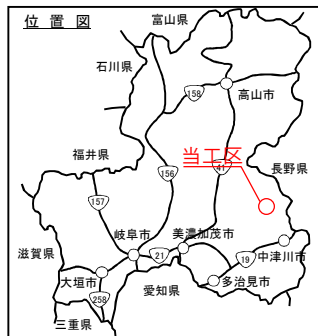 位置図
富山県
石川県
158
高山市
当工区
長野県
福井県
156
41
157
滋賀県
岐阜市
美濃加茂市
21
19
中津川市
大垣市
多治見市
258
愛知県
三重県